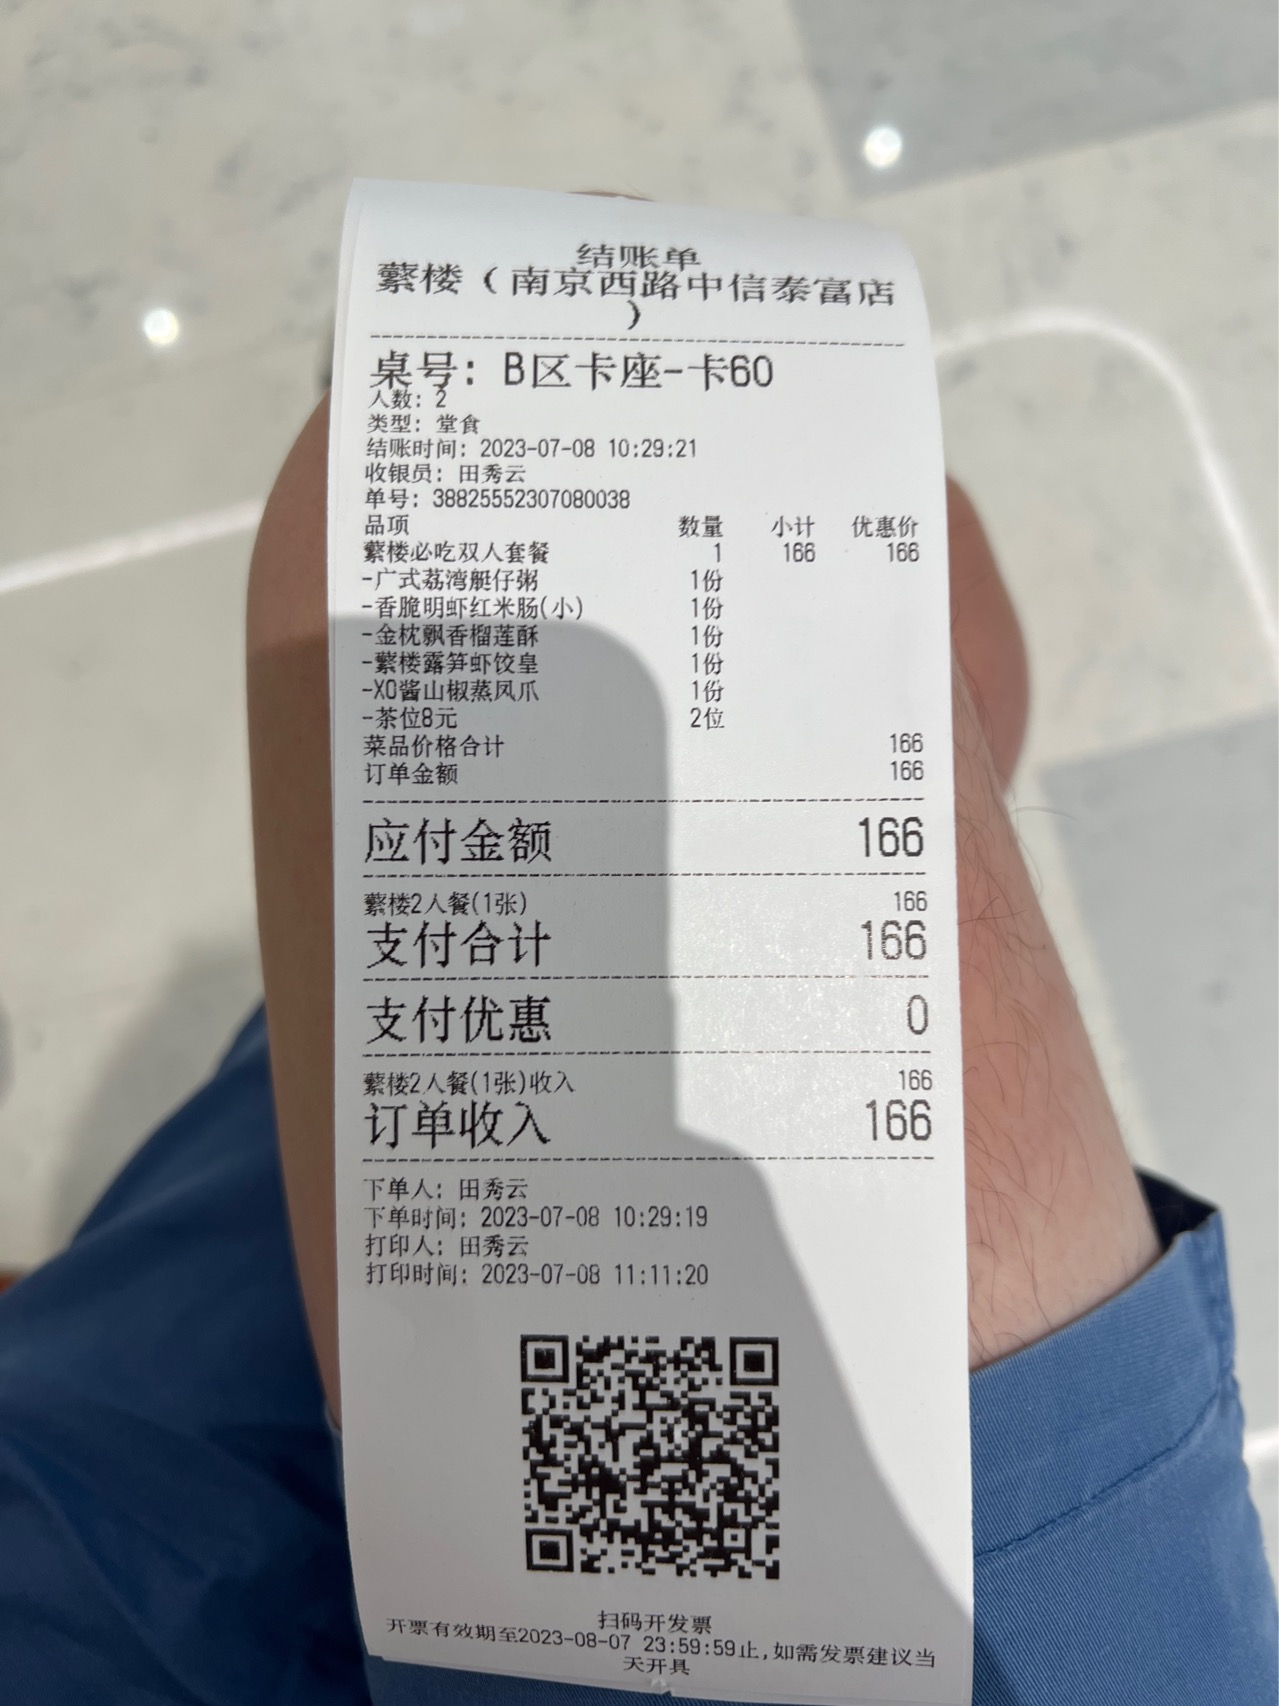 结账单
蘩楼（南京西路中信泰富店
）
桌号：B区卡座-卡60
人数：2
类型：堂食
结账时间：2023-07-08 10:29:21
收银员：田秀云
单号：38825552307080038
品项 数量 小计 优惠价
蘩楼必吃双人套餐 1 166 166
-广式荔湾艇仔粥 1份
-香脆明虾红米肠(小) 1份
-金枕飘香榴莲酥 1份
-蘩楼露笋虾饺皇 1份
-XO酱山椒蒸凤爪 1份
-茶位8元 2位
菜品价格合计 166
订单金额 166
应付金额 166
蘩楼2人餐(1张) 166
支付合计 166
支付优惠 0
蘩楼2人餐(1张)收入 166
订单收入 166
下单人：田秀云
下单时间：2023-07-08 10:29:19
打印人：田秀云
打印时间：2023-07-08 11:11:20
扫码开发票
开票有效期至2023-08-07 23:59:59止,如需发票建议当
天开具